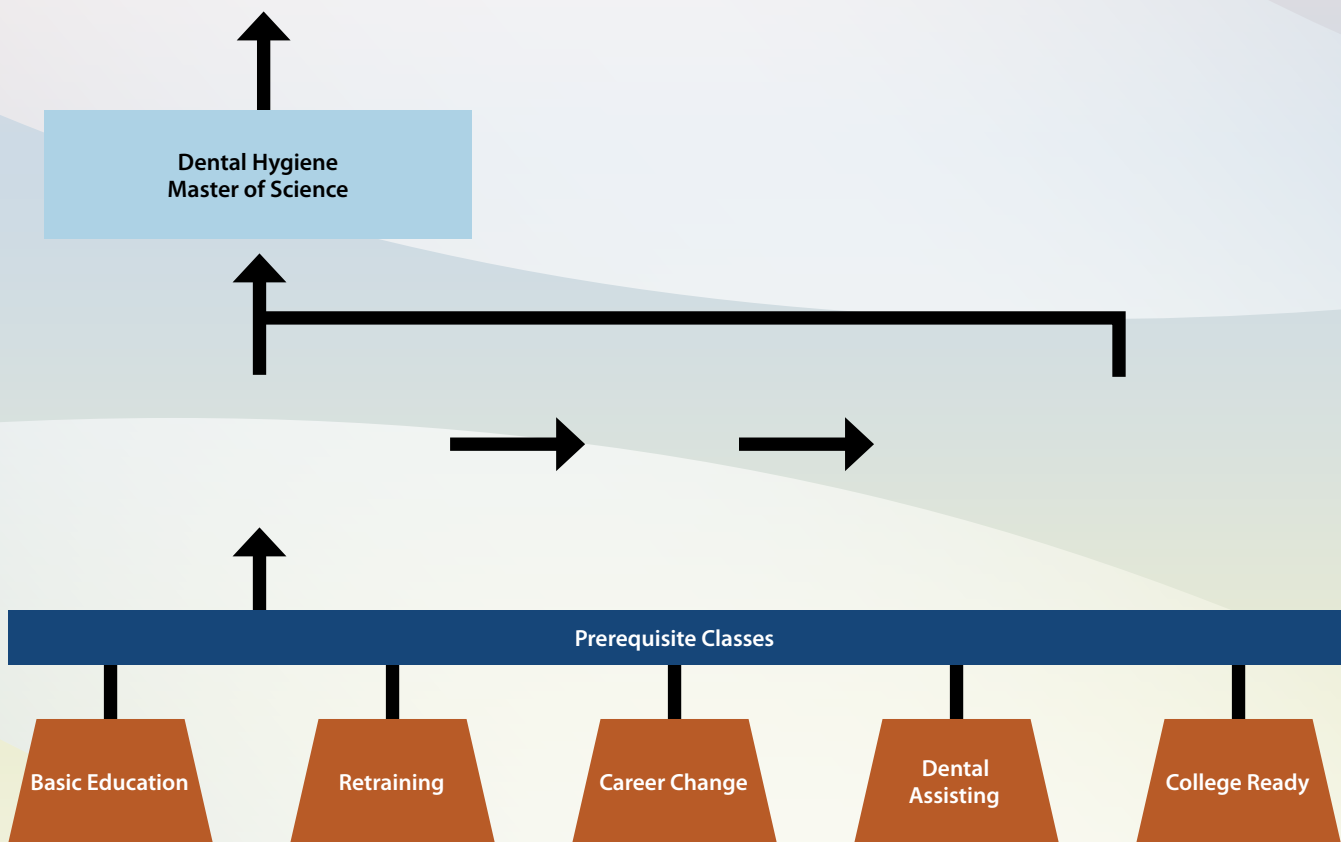 Dental Hygiene
Master of Science
Prerequisite Classes
Basic Education
Retraining
Career Change
Dental
Assisting
College Ready